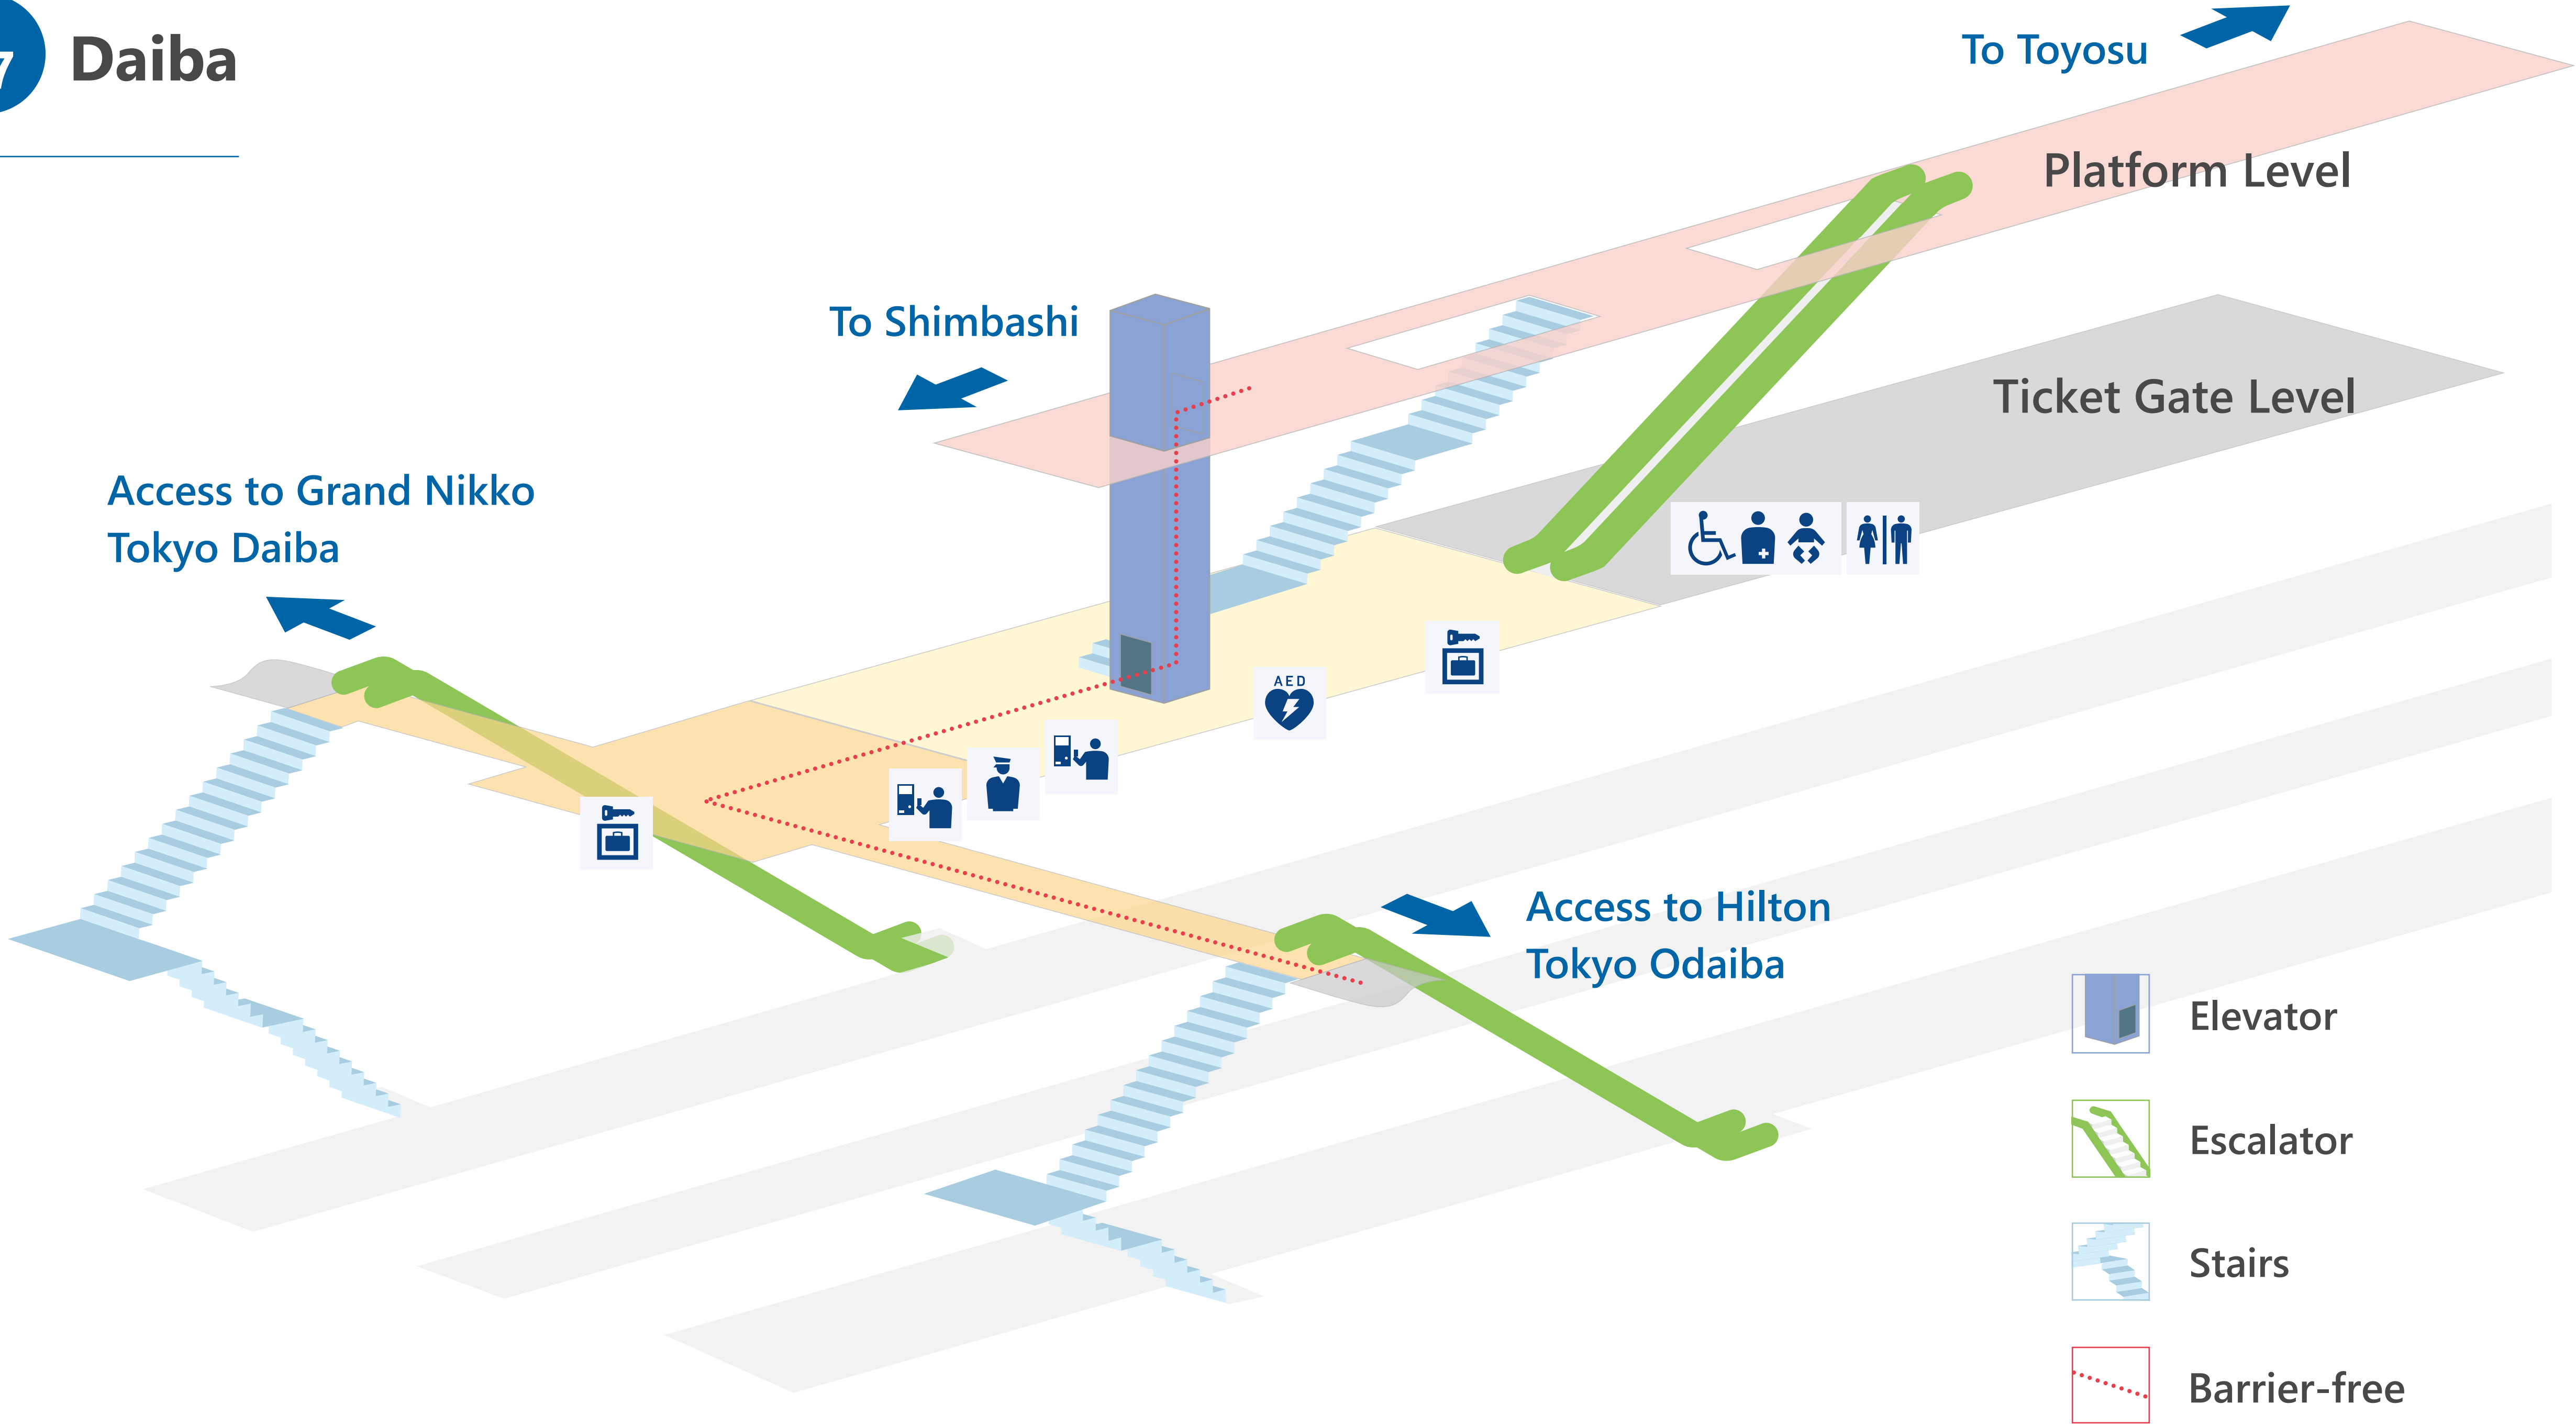 7 Daiba
To Toyosu
Platform Level
To Shimbashi
Ticket Gate Level
Access to Grand Nikko
Tokyo Daiba
AED
Access to Hilton
Tokyo Odaiba
Elevator
Escalator
Stairs
Barrier-free